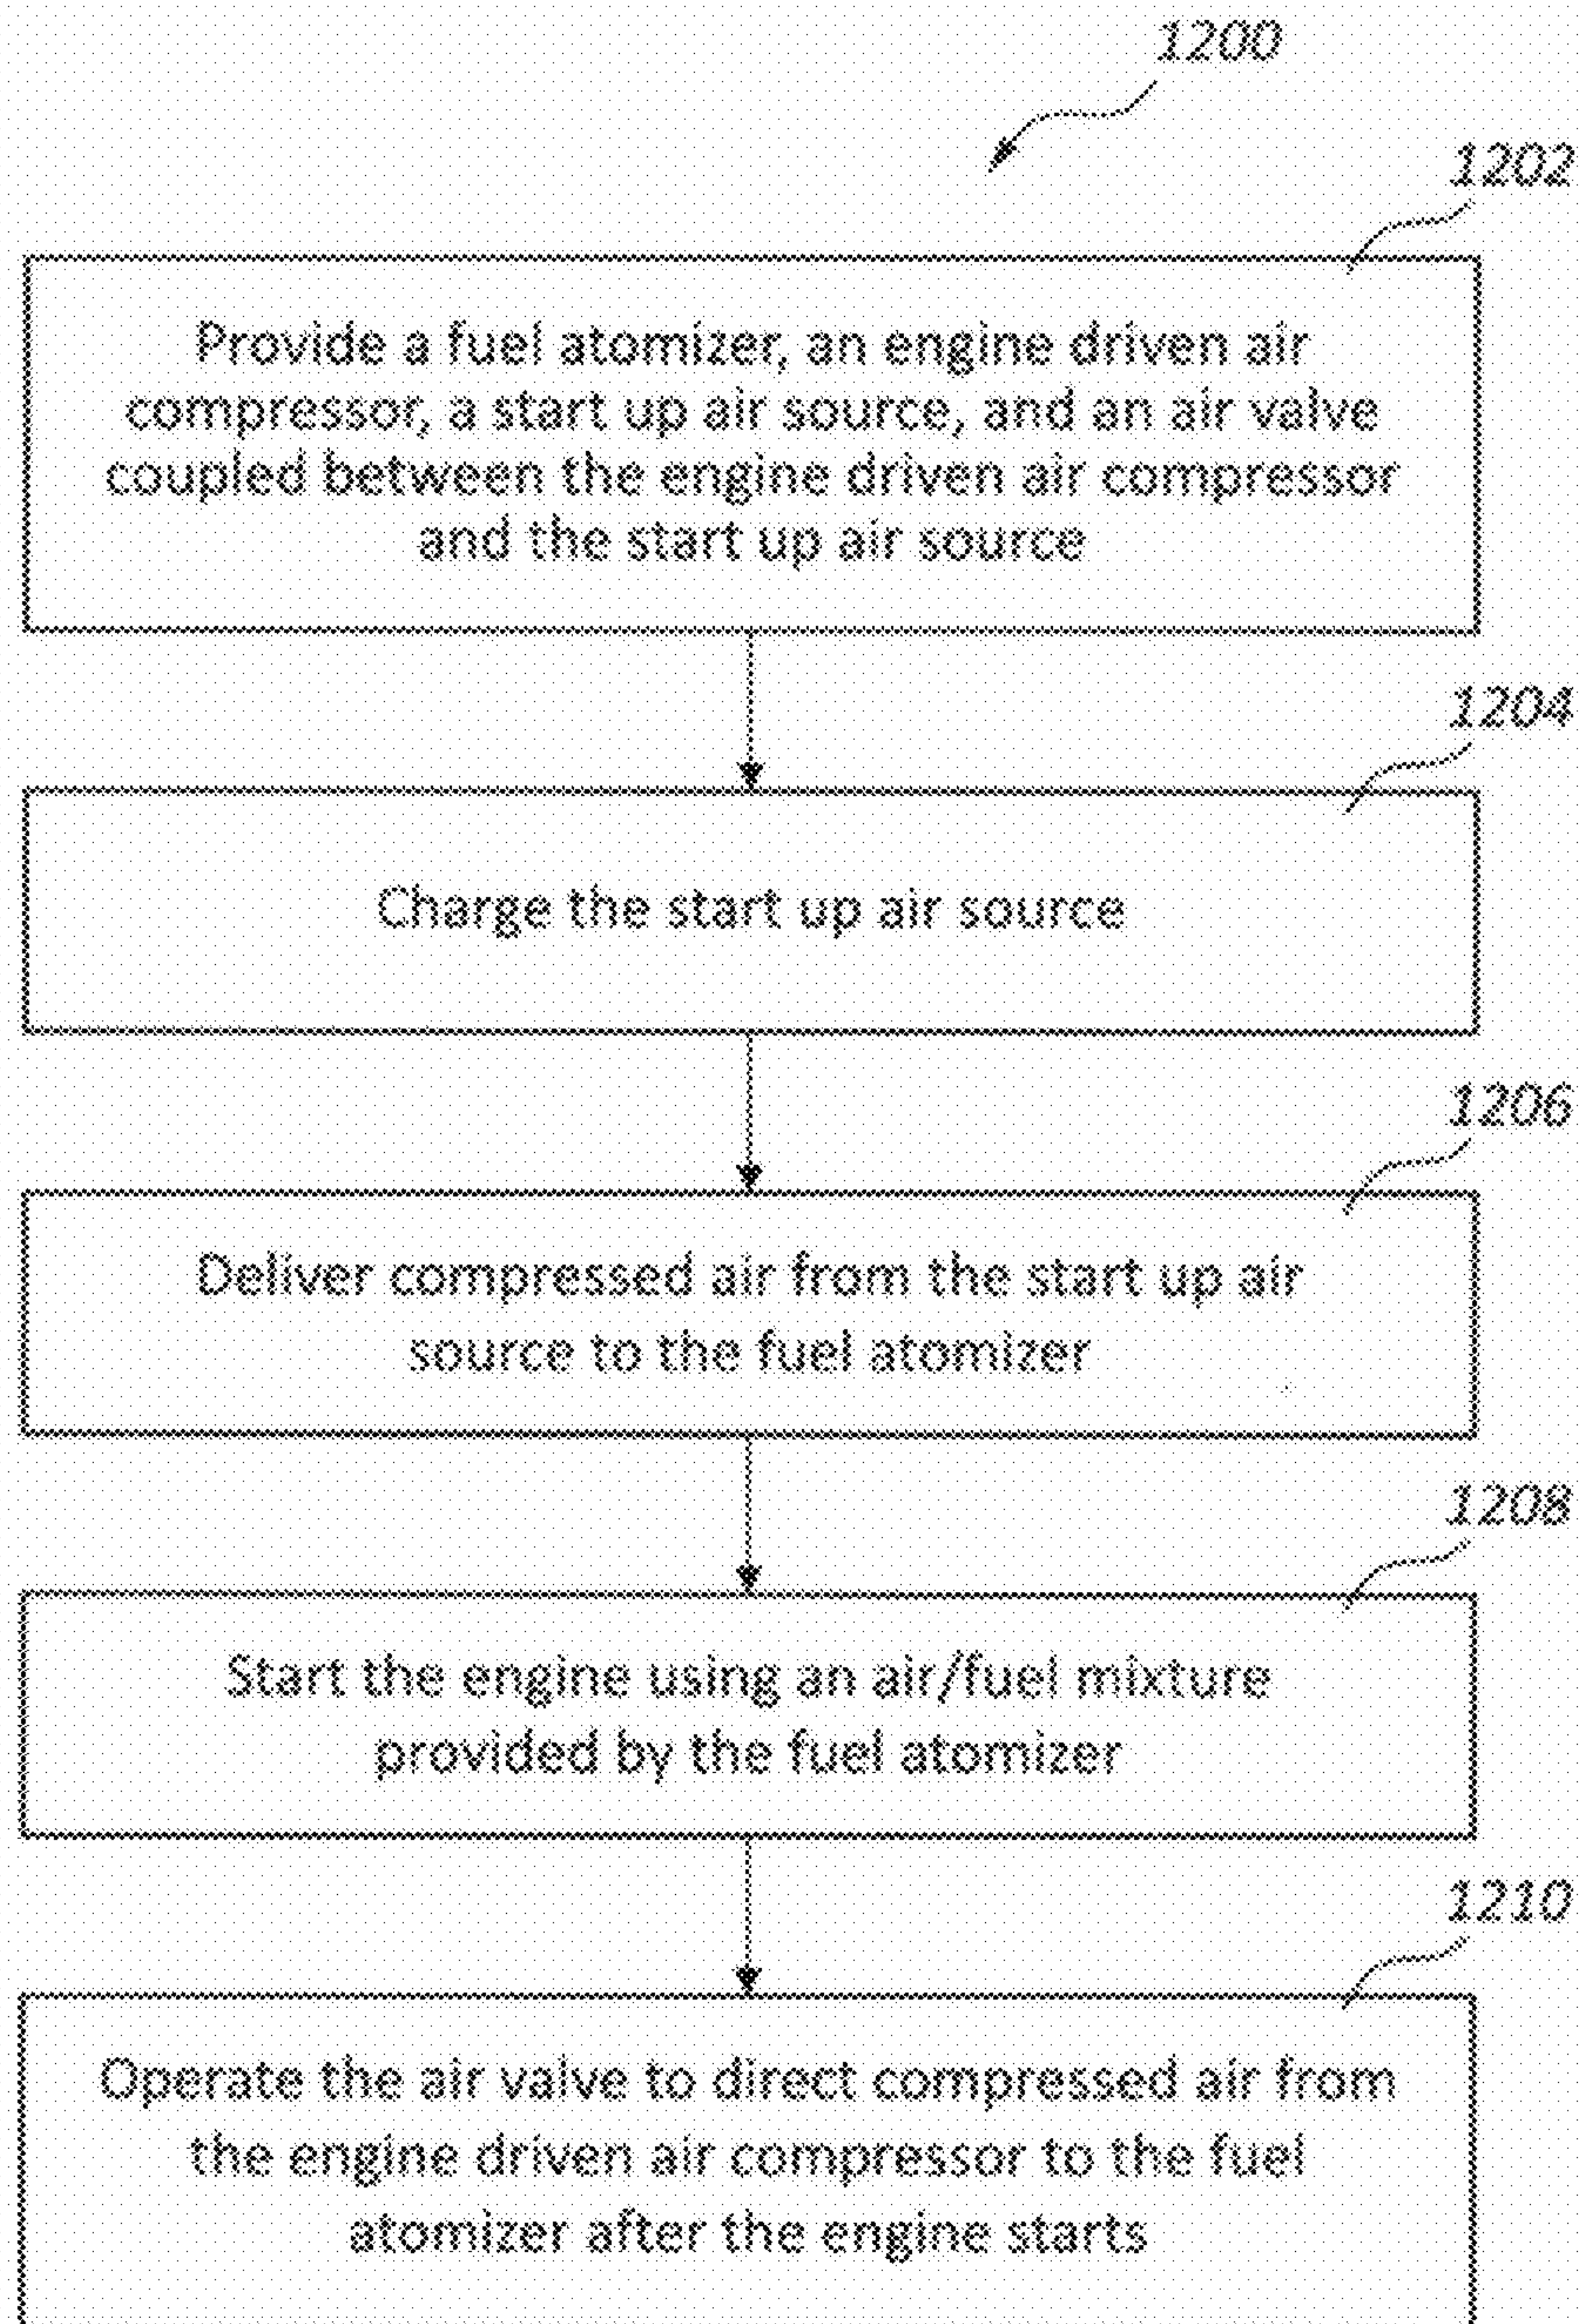 1200
1202
Provide a fuel atomizer, an engine driven air
compressor, a start up air source, and an air valve
coupled between the engine driven air compressor
and the start up air source
1204
Charge the start up air source
1206
Deliver compressed air from the start up air
source to the fuel atomizer
1208
Start the engine using an air/fuel mixture
provided by the fuel atomizer
1210
Operate the air valve to direct compressed air from
the engine driven air compressor to the fuel
atomizer after the engine starts